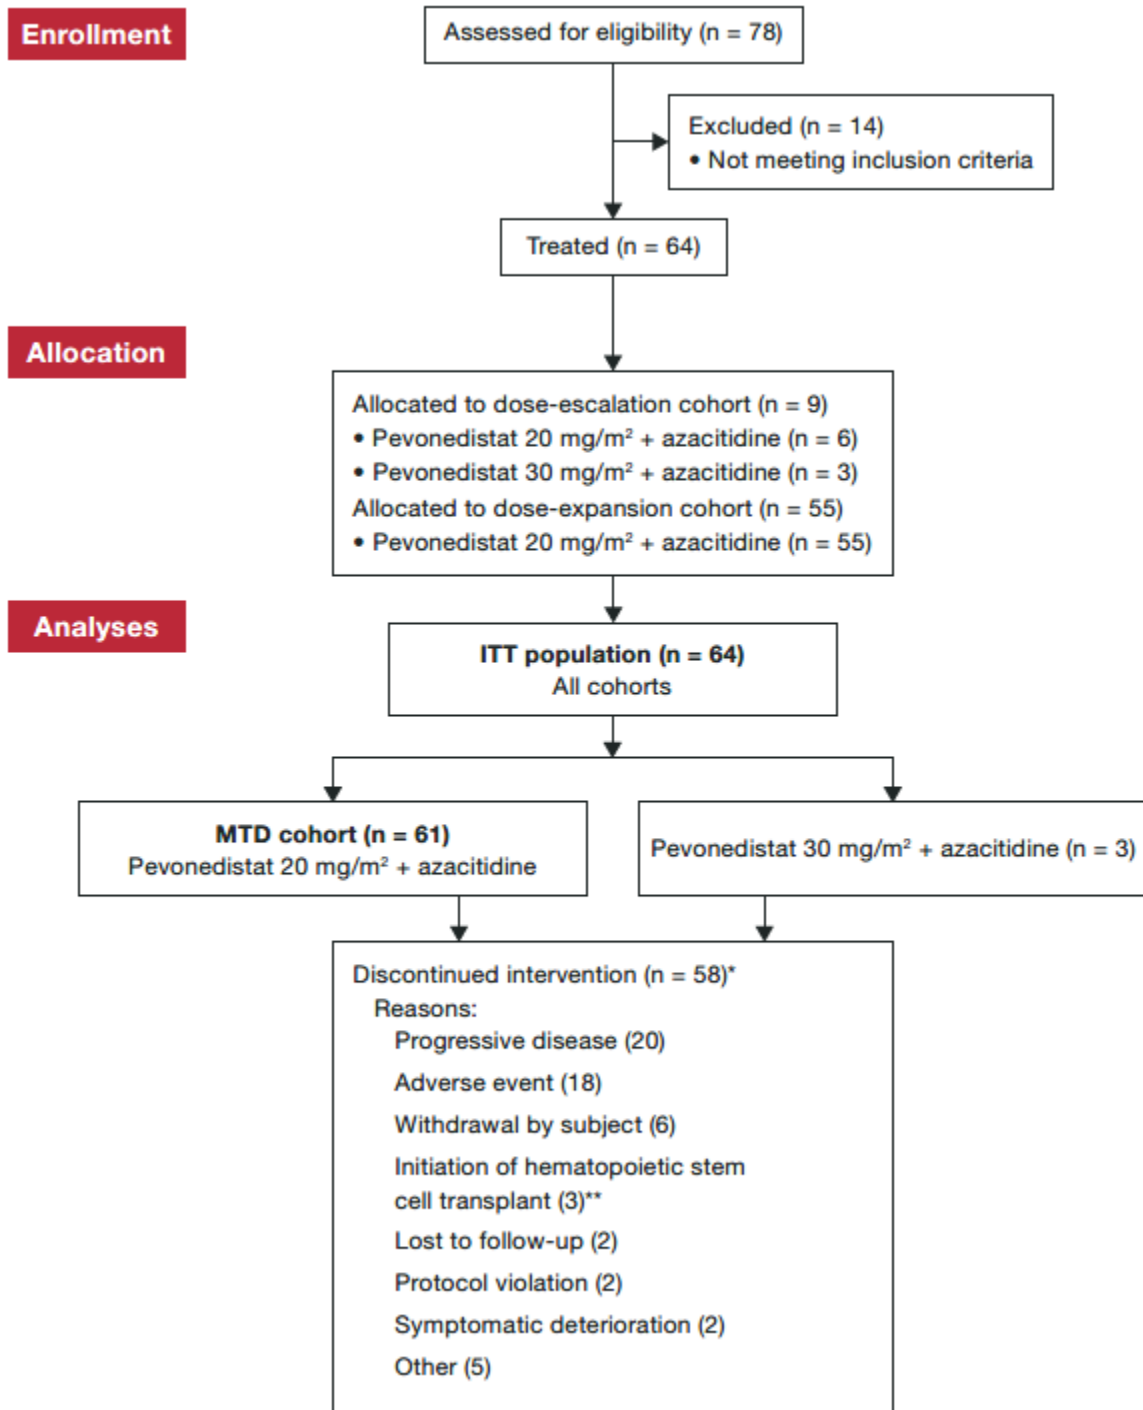 Enrollment
Assessed for eligibility (n = 78)
Excluded (n = 14)
• Not meeting inclusion criteria
Treated (n = 64)
Allocation
Allocated to dose-escalation cohort (n = 9)
• Pevonedistat 20 mg/m² + azacitidine (n = 6)
• Pevonedistat 30 mg/m² + azacitidine (n = 3)
Allocated to dose-expansion cohort (n = 55)
• Pevonedistat 20 mg/m² + azacitidine (n = 55)
Analyses
ITT population (n = 64)
All cohorts
MTD cohort (n = 61)
Pevonedistat 20 mg/m² + azacitidine
Pevonedistat 30 mg/m² + azacitidine (n = 3)
Discontinued intervention (n = 58)*
Reasons:
Progressive disease (20)
Adverse event (18)
Withdrawal by subject (6)
Initiation of hematopoietic stem
cell transplant (3)**
Lost to follow-up (2)
Protocol violation (2)
Symptomatic deterioration (2)
Other (5)